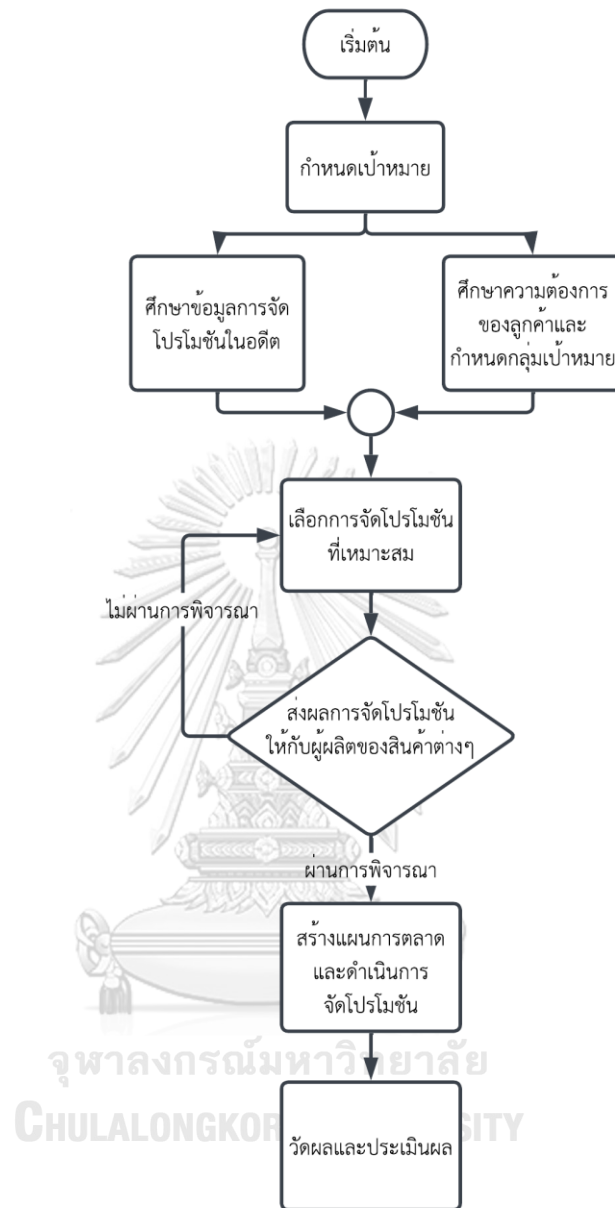 เริ่มต้น
กำหนดเป้าหมาย
ศึกษาข้อมูลการจัด
โปรโมชันในอดีต
ศึกษาความต้องการ
ของลูกค้าและ
กำหนดกลุ่มเป้าหมาย
เลือกการจัดโปรโมชัน
ที่เหมาะสม
ไม่ผ่านการพิจารณา
ส่งผลการจัดโปรโมชัน
ให้กับผู้ผลิตของสินค้าต่างๆ
ผ่านการพิจารณา
สร้างแผนการตลาด
และดำเนินการ
จัดโปรโมชัน
จุฬาลงกรณ์มหาวิทยาลัย
CHULALONGKOR SITY
วัดผลและประเมินผล